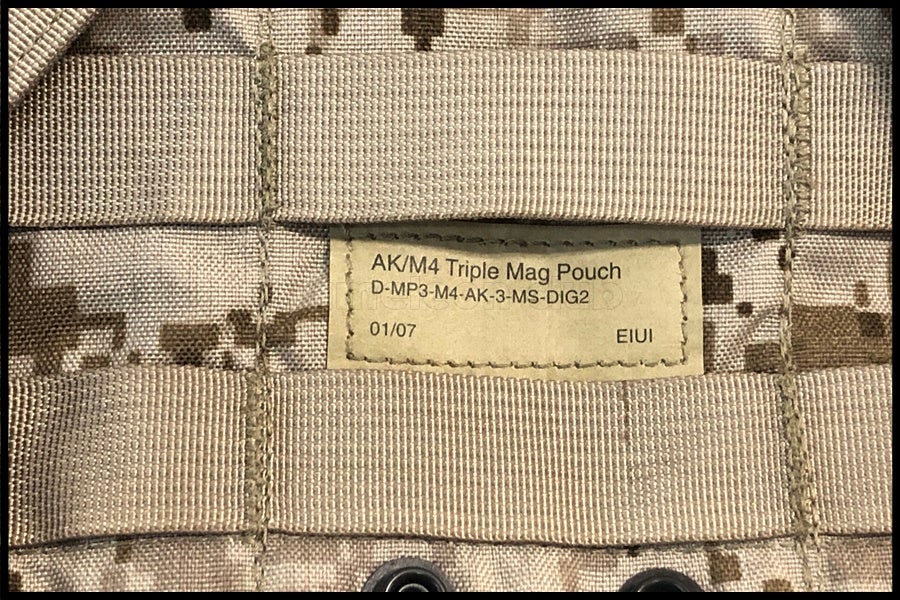 AK/M4 Triple Mag Pouch
D-MP3-M4-AK-3-MS-DIG2
01/07 EIUI